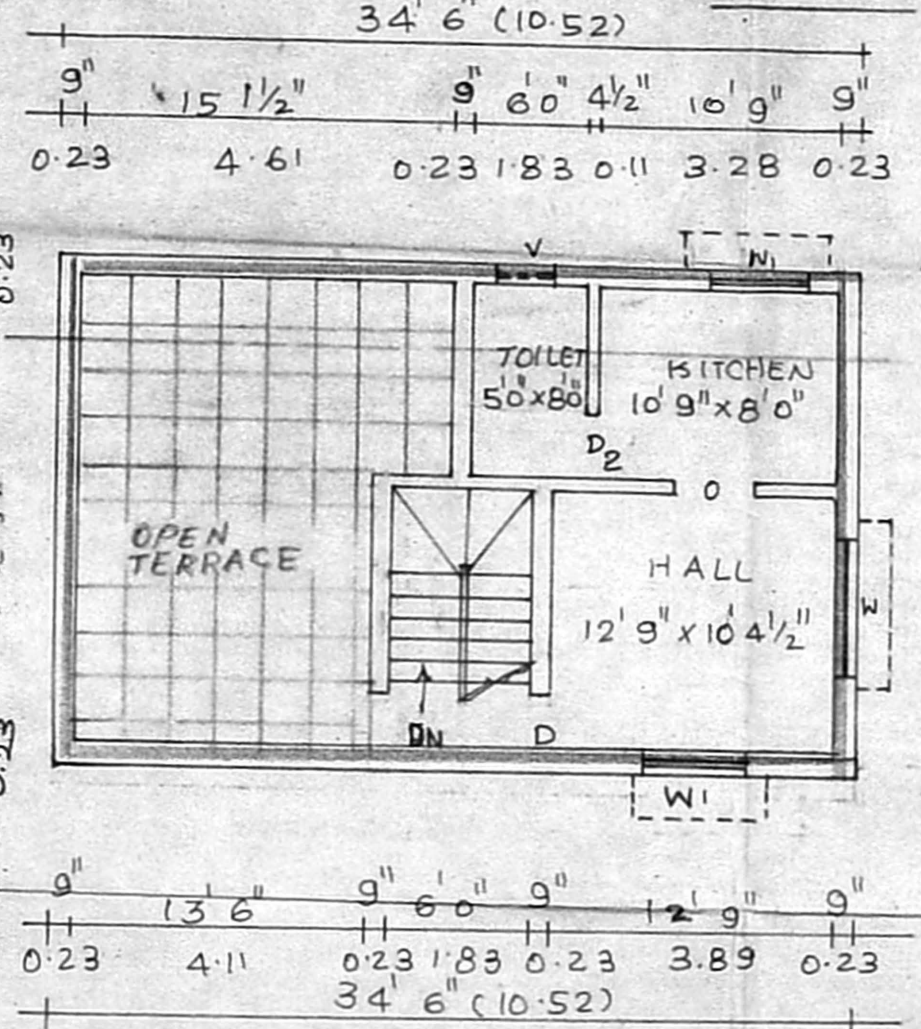 34' 6" (10.52)
9" 15 1½" 9" 6'0" 4½" 10' 9" 9"
0.23 4.61 0.23 1.83 0.11 3.28 0.23
0.23
V
W1
TOILET
5'0"x8'0"
KITCHEN
10' 9"x8'0"
D2
O
OPEN
TERRACE
HALL
12' 9" x 10' 4½"
W
DN
D
W1
9" 13' 6" 9" 6' 0" 9" 12' 9" 9"
0.23 4.11 0.23 1.83 0.23 3.89 0.23
34' 6" (10.52)